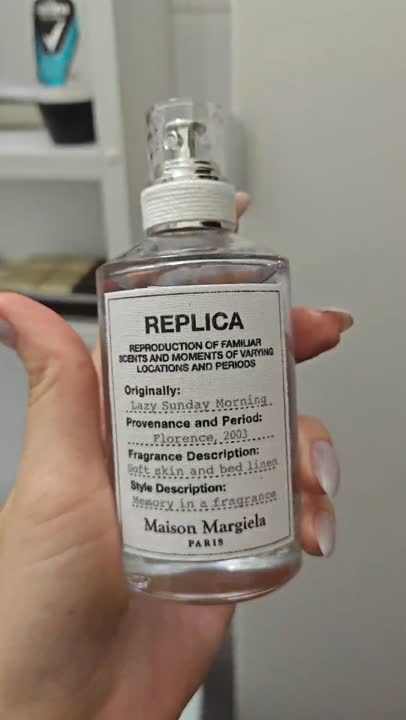 REPLICA
REPRODUCTION OF FAMILIAR
SCENTS AND MOMENTS OF VARYING
LOCATIONS AND PERIODS
Originally:
Lazy Sunday Morning
Provenance and Period:
Florence, 2003
Fragrance Description:
Soft skin and bed linen
Style Description:
Memory in a fragrance
Maison Margiela
PARIS